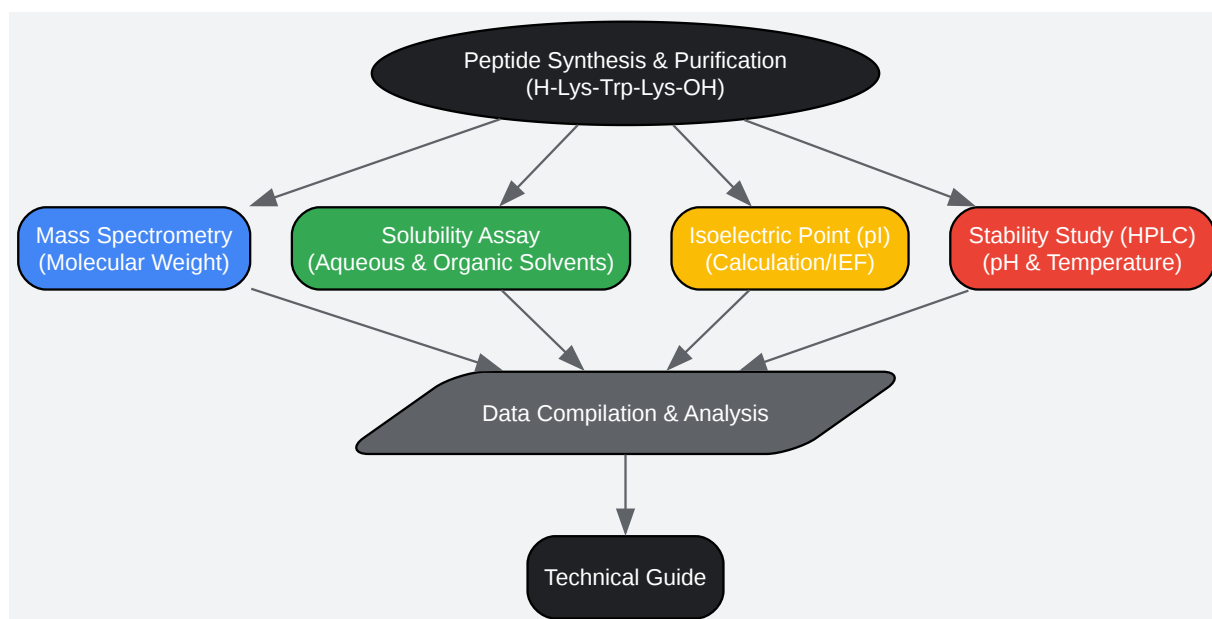 Peptide Synthesis & Purification
(H-Lys-Trp-Lys-OH)
Mass Spectrometry
(Molecular Weight)
Solubility Assay
(Aqueous & Organic Solvents)
Isoelectric Point (pI)
(Calculation/IEF)
Stability Study (HPLC)
(pH & Temperature)
Data Compilation & Analysis
Technical Guide